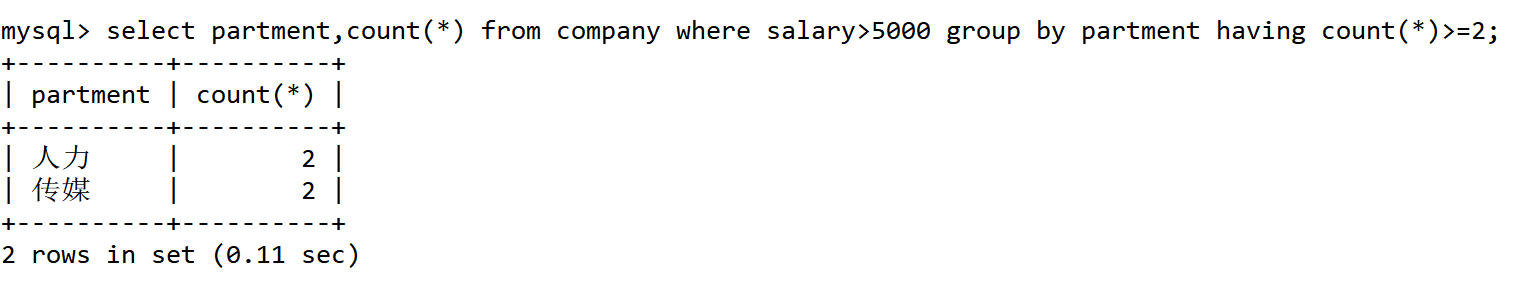 mysql> select partment,count(*) from company where salary>5000 group by partment having count(*)>=2;
+----------+----------+
| partment | count(*) |
+----------+----------+
| 人力     |        2 |
| 传媒     |        2 |
+----------+----------+
2 rows in set (0.11 sec)